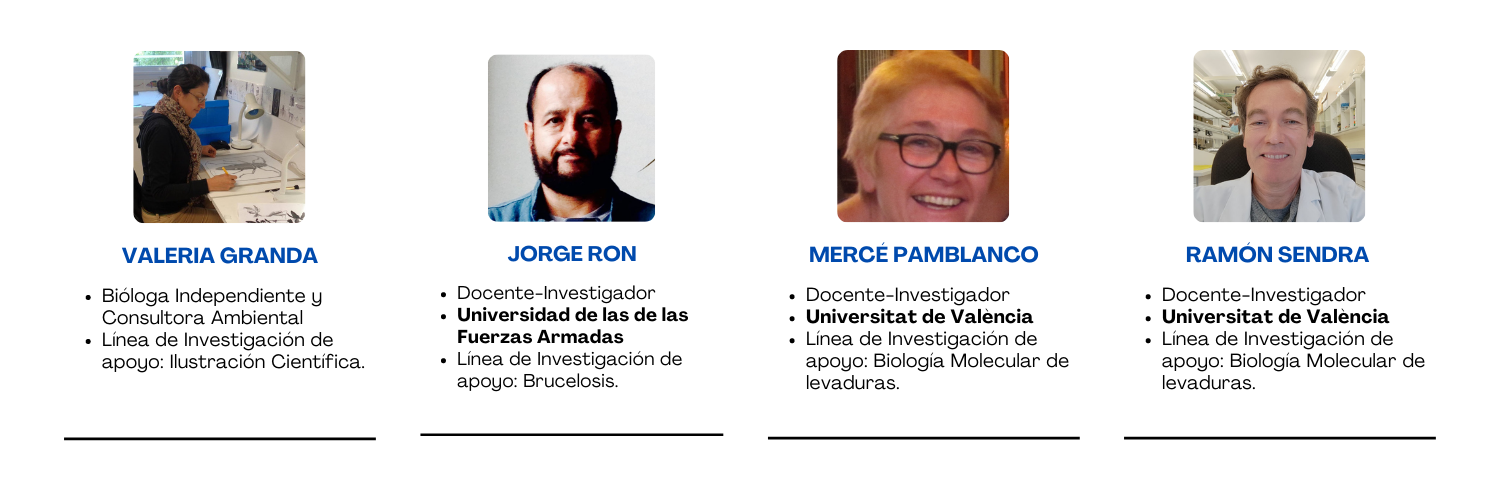 VALERIA GRANDA
• Bióloga Independiente y
Consultora Ambiental
• Línea de Investigación de
apoyo: Ilustración Científica.
JORGE RON
• Docente-Investigador
• Universidad de las de las
Fuerzas Armadas
• Línea de Investigación de
apoyo: Brucelosis.
MERCÉ PAMBLANCO
• Docente-Investigador
• Universitat de València
• Línea de Investigación de
apoyo: Biología Molecular de
levaduras.
RAMÓN SENDRA
• Docente-Investigador
• Universitat de València
• Línea de Investigación de
apoyo: Biología Molecular de
levaduras.